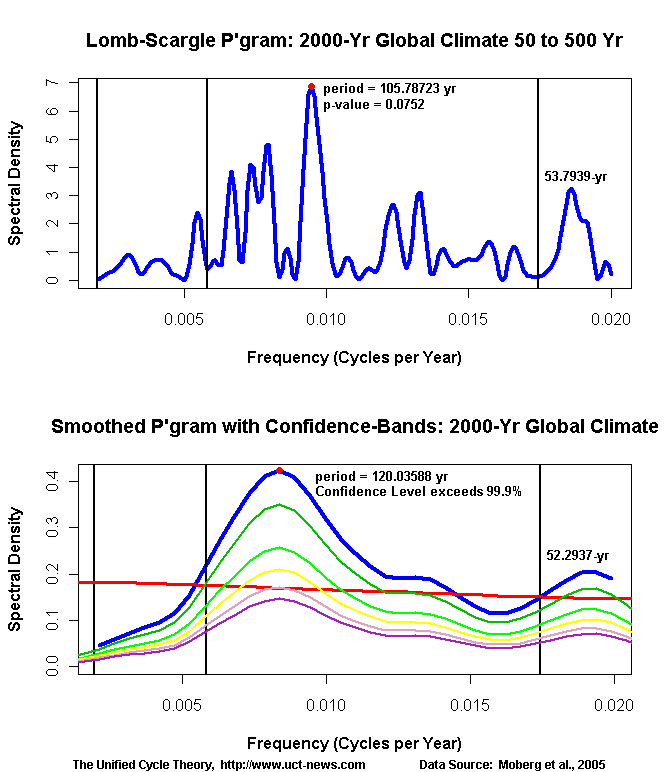 Lomb-Scargle P'gram: 2000-Yr Global Climate 50 to 500 Yr
7
6
5
4
3
2
1
0
Spectral Density
period = 105.78723 yr
p-value = 0.0752
53.7939-yr
0.005 0.010 0.015 0.020
Frequency (Cycles per Year)
Smoothed P'gram with Confidence-Bands: 2000-Yr Global Climate
0.4
0.3
0.2
0.1
0.0
Spectral Density
period = 120.03588 yr
Confidence Level exceeds 99.9%
52.2937-yr
0.005 0.010 0.015 0.020
Frequency (Cycles per Year)
The Unified Cycle Theory, http://www.uct-news.com Data Source: Moberg et al., 2005